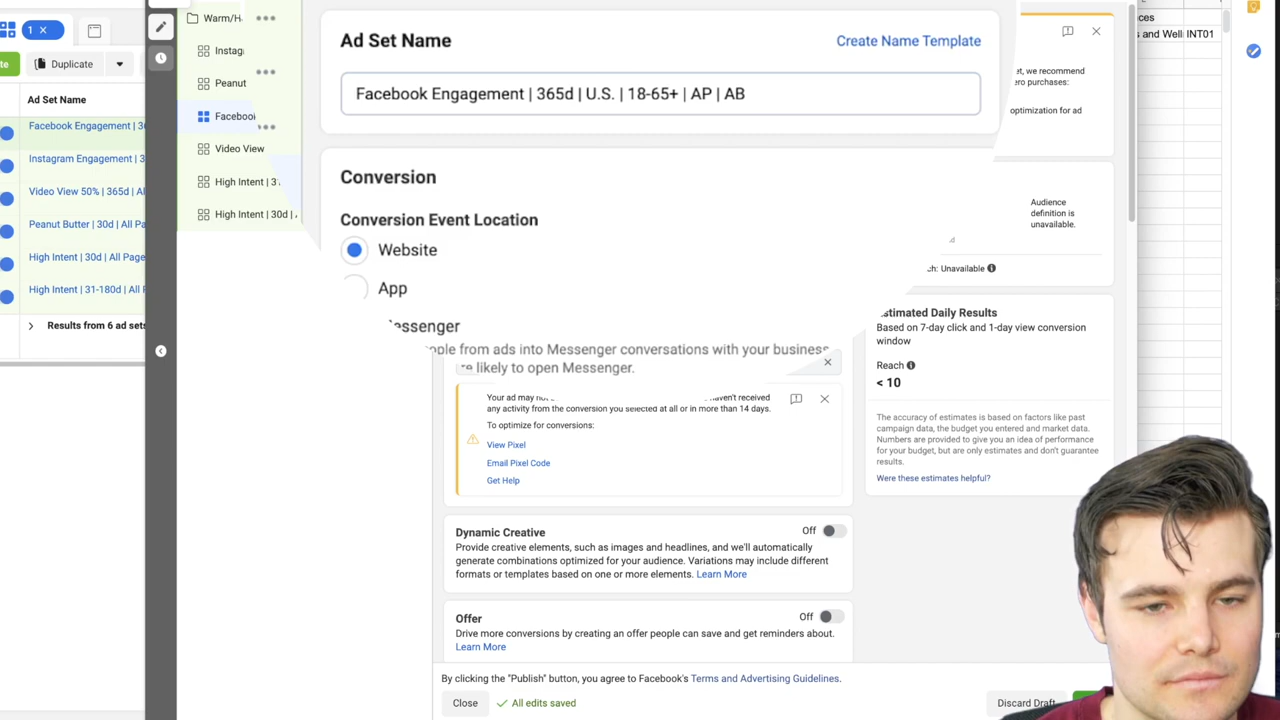 1 ×
Duplicate
Ad Set Name
Facebook Engagement | 36
Instagram Engagement | 3
Video View 50% | 365d | Al
Peanut Butter | 30d | All Pa
High Intent | 30d | All Page
High Intent | 31-180d | All P
Results from 6 ad sets
Warm/H
Instag
Peanut
Faceboo
Video View
High Intent | 3
High Intent | 30d |
Ad Set Name
Create Name Template
Facebook Engagement | 365d | U.S. | 18-65+ | AP | AB
Conversion
Conversion Event Location
Website
App
essenger
ople from ads into Messenger conversations with your business
re likely to open Messenger.
Your ad may no haven't received
any activity from the conversion you selected at all or in more than 14 days.
To optimize for conversions:
View Pixel
Email Pixel Code
Get Help
Dynamic Creative
Off
Provide creative elements, such as images and headlines, and we'll automatically
generate combinations optimized for your audience. Variations may include different
formats or templates based on one or more elements. Learn More
Offer
Off
Drive more conversions by creating an offer people can save and get reminders about.
Learn More
By clicking the "Publish" button, you agree to Facebook's Terms and Advertising Guidelines.
Close
All edits saved
Discard Draft
et, we recommend
ero purchases:
optimization for ad
Audience
definition is
unavailable.
ch: Unavailable
stimated Daily Results
Based on 7-day click and 1-day view conversion
window
Reach
< 10
The accuracy of estimates is based on factors like past
campaign data, the budget you entered and market data.
Numbers are provided to give you an idea of performance
for your budget, but are only estimates and don't guarantee
results.
Were these estimates helpful?
ces
s and Well INT01